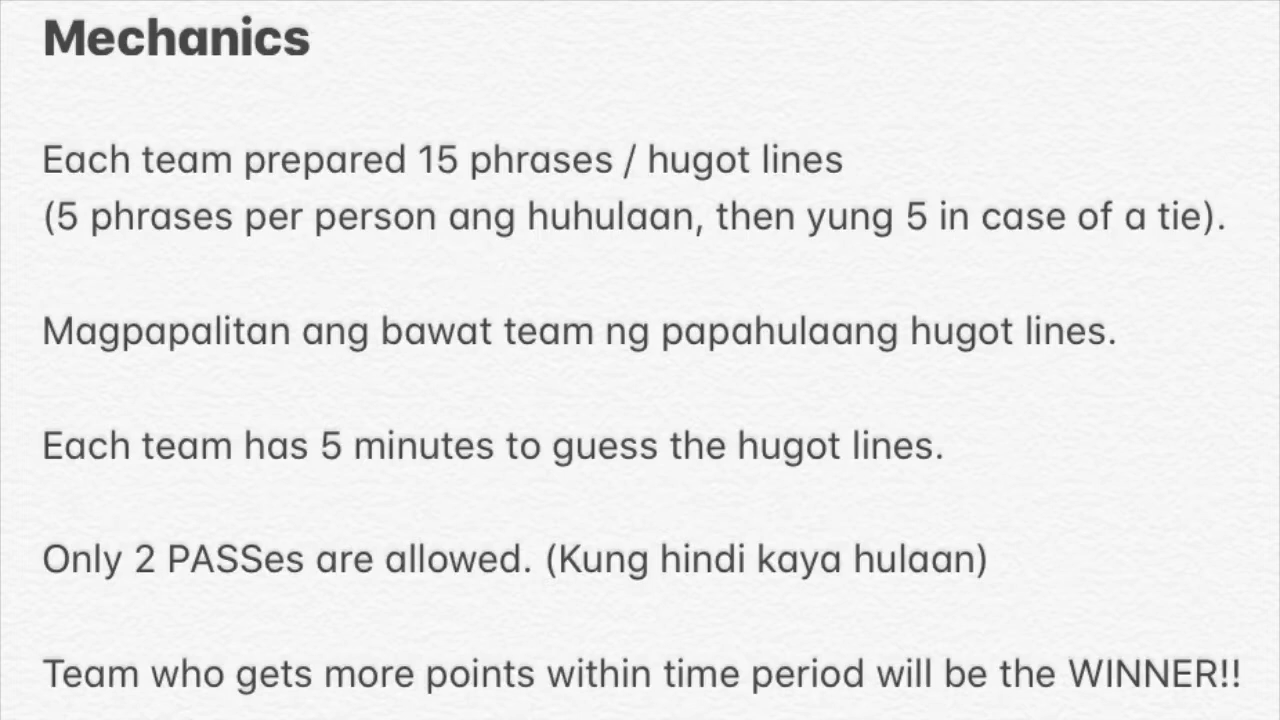 Mechanics
Each team prepared 15 phrases / hugot lines
(5 phrases per person ang huhulaan, then yung 5 in case of a tie).
Magpapalitan ang bawat team ng papahulaang hugot lines.
Each team has 5 minutes to guess the hugot lines.
Only 2 PASSes are allowed. (Kung hindi kaya hulaan)
Team who gets more points within time period will be the WINNER!!